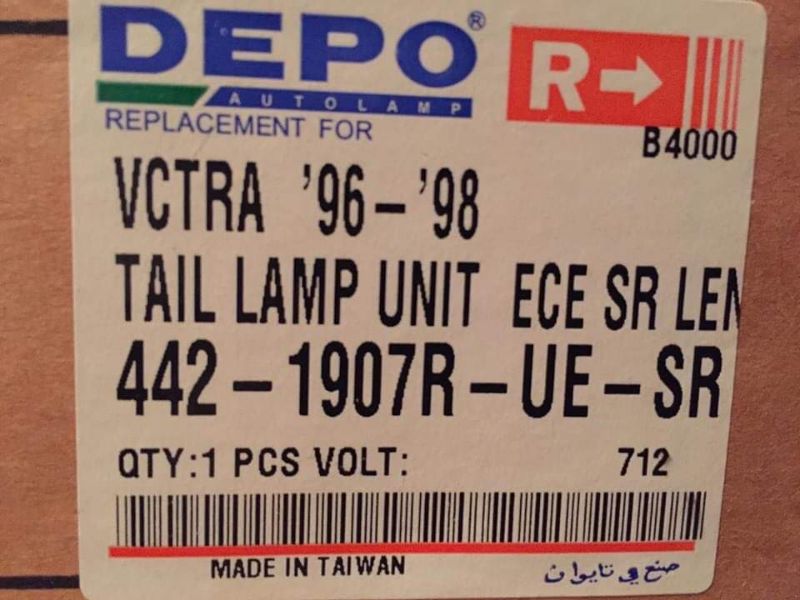 DEPO®
AUTOLAMP
REPLACEMENT FOR
R→
B4000
VCTRA '96-'98
TAIL LAMP UNIT ECE SR LEN
442-1907R-UE-SR
QTY:1 PCS VOLT: 712
MADE IN TAIWAN صنع في تايوان